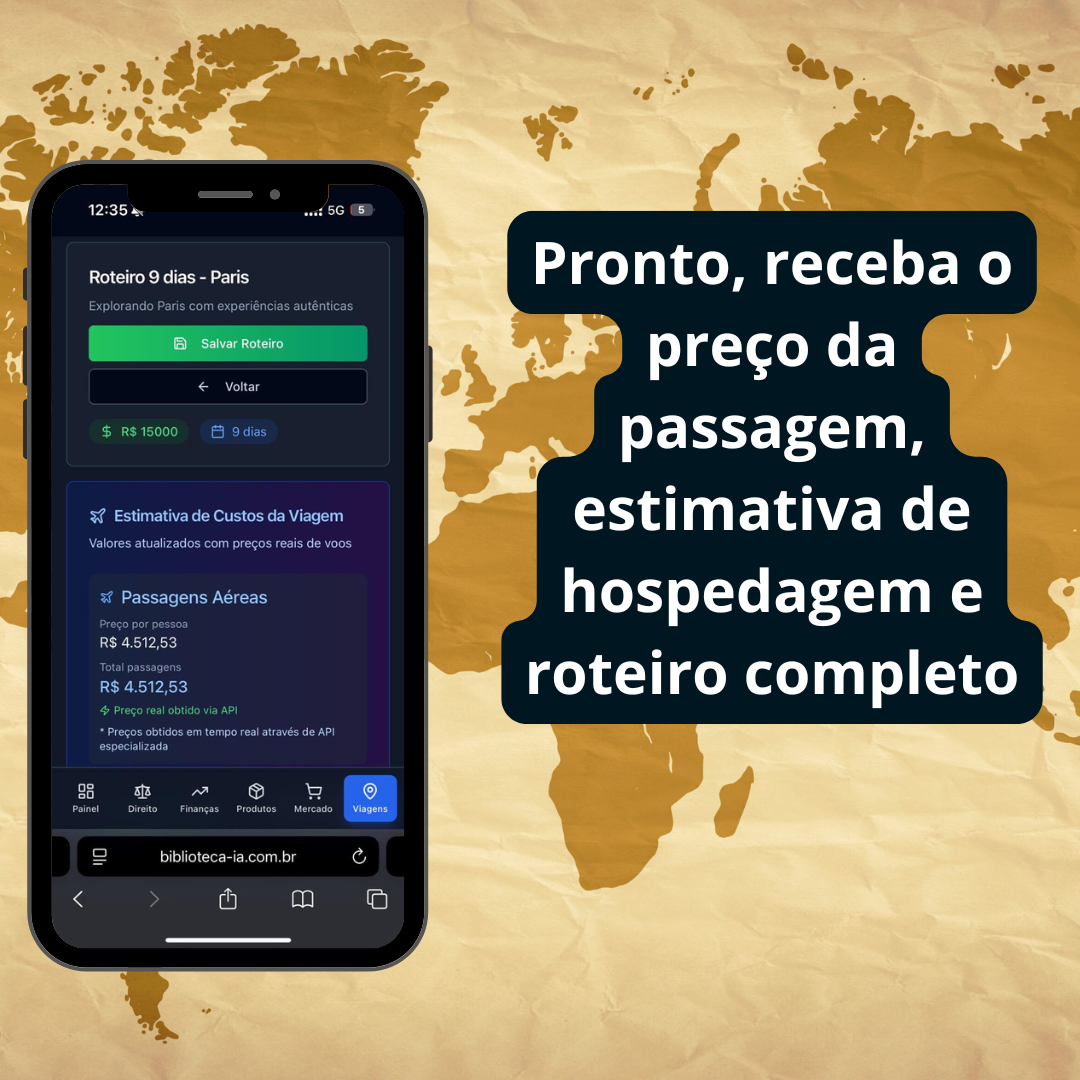 12:35
5G
5
Roteiro 9 dias - Paris
Explorando Paris com experiências autênticas
Salvar Roteiro
Voltar
R$ 15000
9 dias
Estimativa de Custos da Viagem
Valores atualizados com preços reais de voos
Passagens Aéreas
Preço por pessoa
R$ 4.512,53
Total passagens
R$ 4.512,53
Preço real obtido via API
* Preços obtidos em tempo real através de API
especializada
Painel
Direito
Finanças
Produtos
Mercado
Viagens
biblioteca-ia.com.br
Pronto, receba o
preço da
passagem,
estimativa de
hospedagem e
roteiro completo